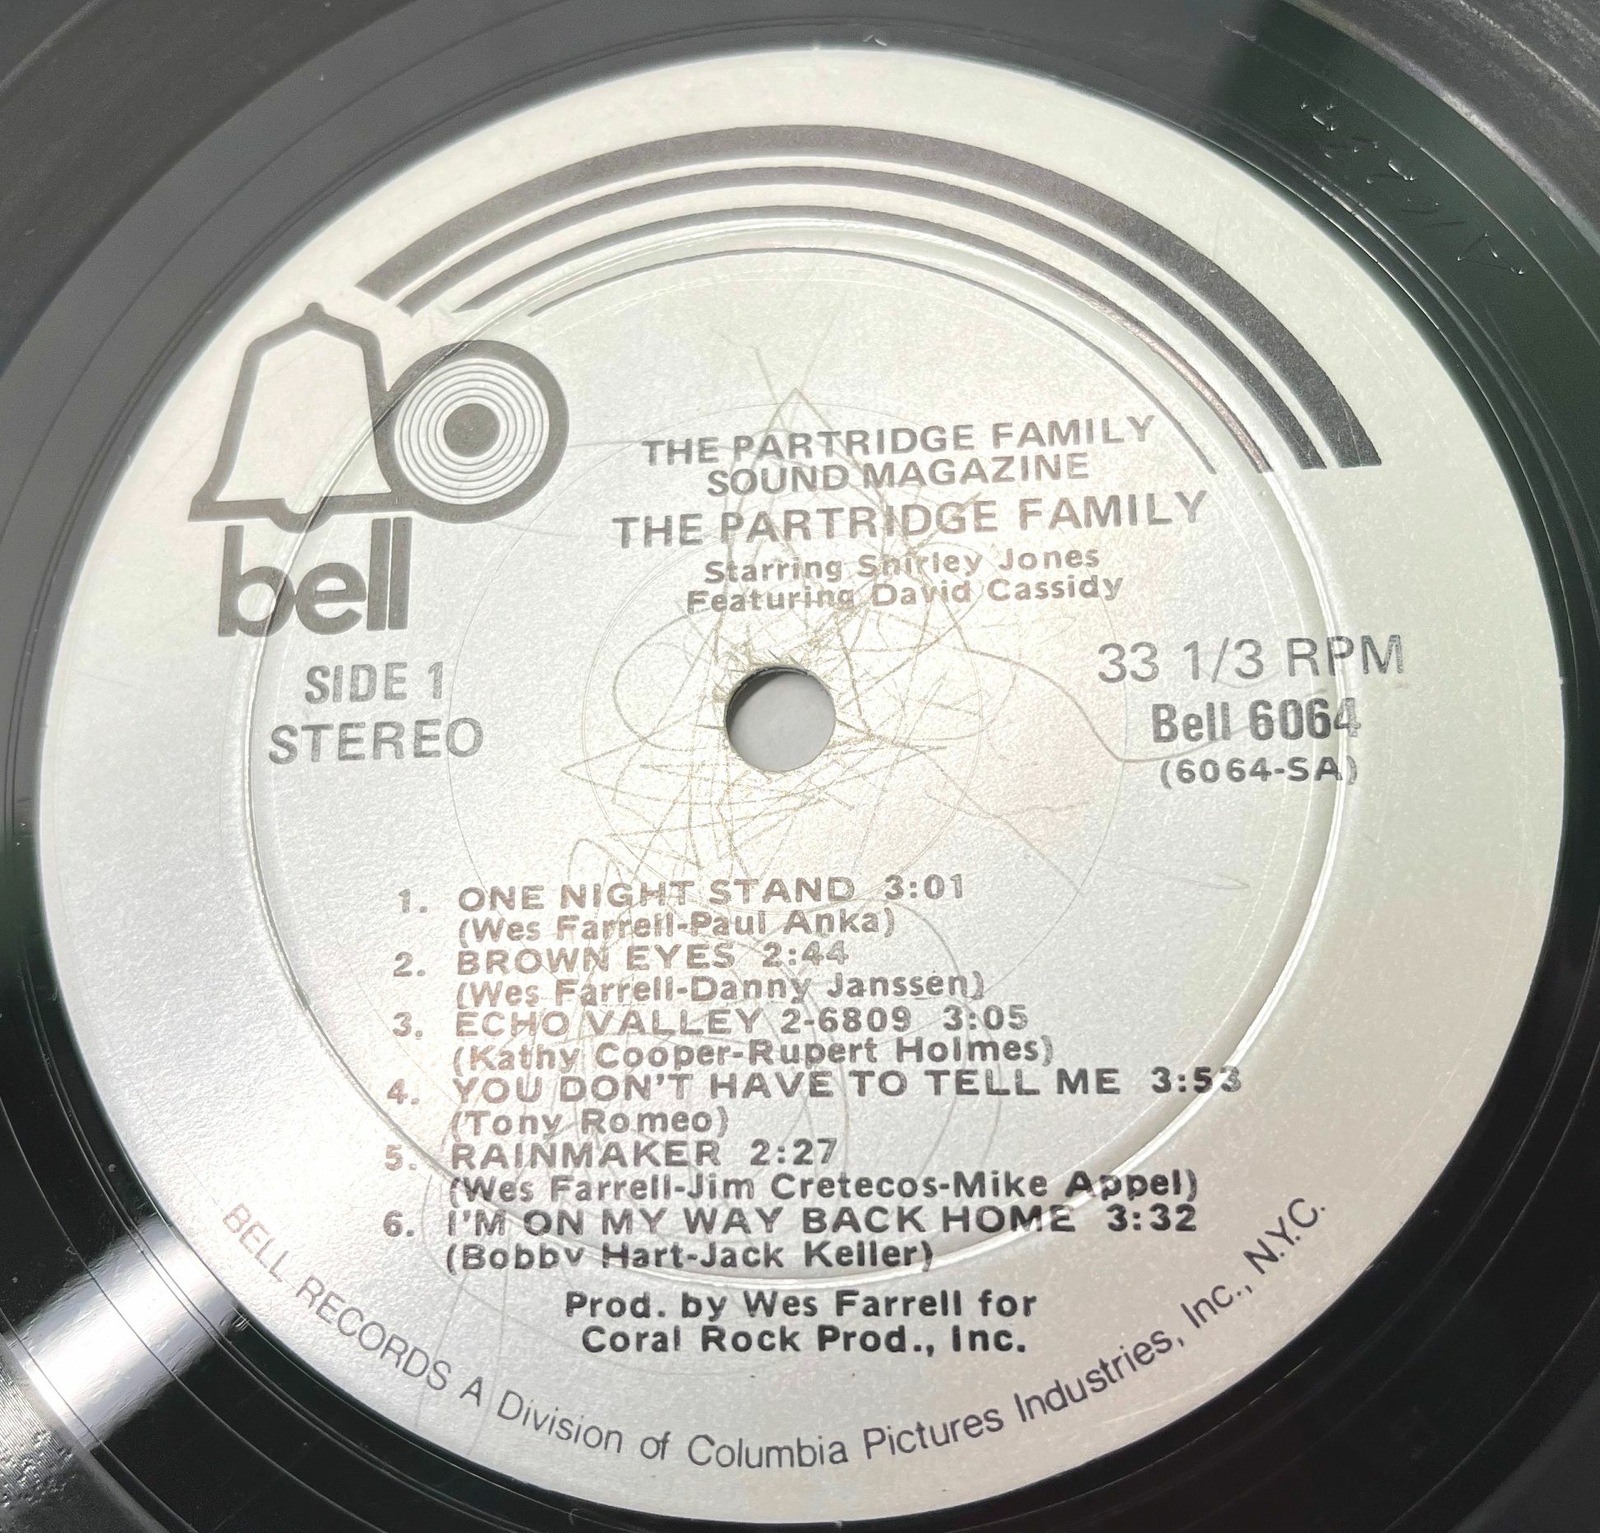 bell
SIDE 1
STEREO
THE PARTRIDGE FAMILY
SOUND MAGAZINE
THE PARTRIDGE FAMILY
Starring Shirley Jones
Featuring David Cassidy
33 1/3 RPM
Bell 6064
(6064-SA)
1. ONE NIGHT STAND 3:01
(Wes Farrell-Paul Anka)
2. BROWN EYES 2:44
(Wes Farrell-Danny Janssen)
3. ECHO VALLEY 2-6809 3:05
(Kathy Cooper-Rupert Holmes)
4. YOU DON'T HAVE TO TELL ME 3:53
(Tony Romeo)
5. RAINMAKER 2:27
(Wes Farrell-Jim Cretecos-Mike Appel)
6. I'M ON MY WAY BACK HOME 3:32
(Bobby Hart-Jack Keller)
Prod. by Wes Farrell for
Coral Rock Prod., Inc.
BELL RECORDS A Division of Columbia Pictures Industries, Inc., N.Y.C.